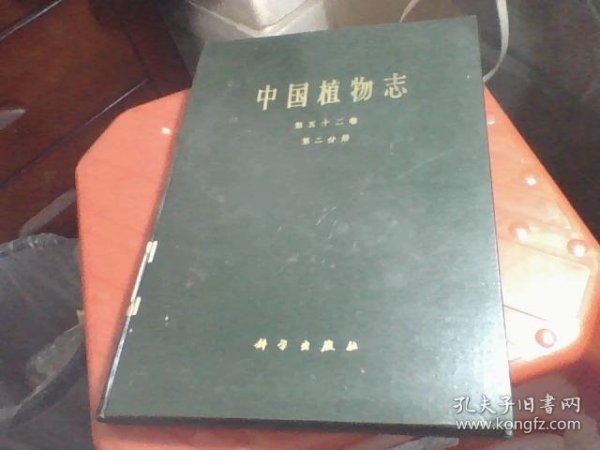 中国植物志
第五十二卷
第二分册
科学出版社
孔夫子旧书网
www.kongfz.com